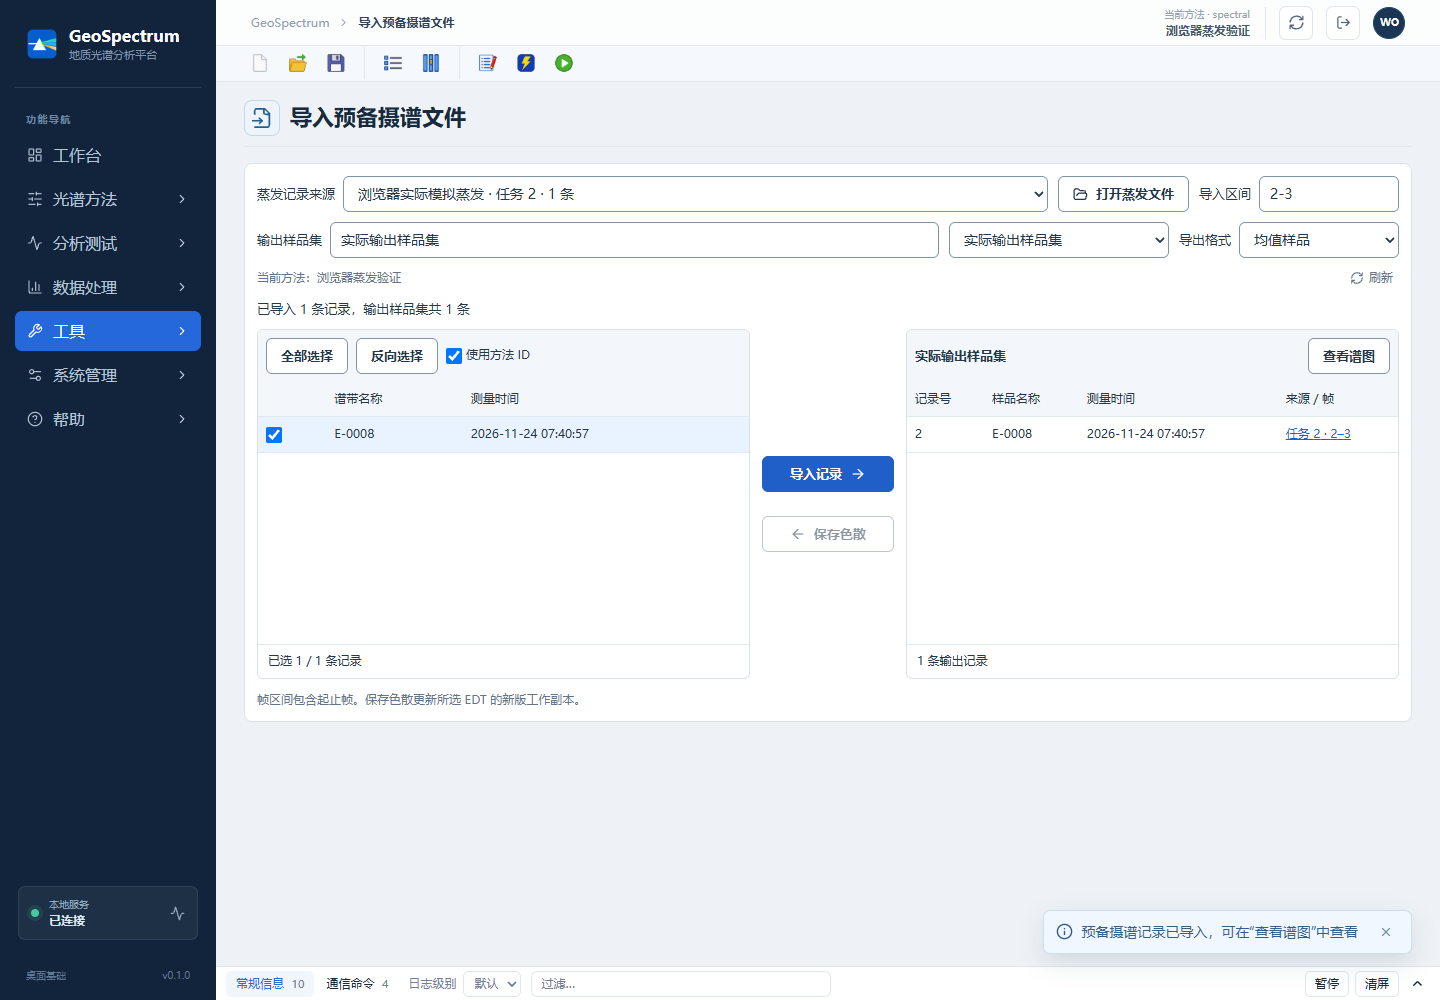 GeoSpectrum
地质光谱分析平台
功能导航
工作台
光谱方法
分析测试
数据处理
工具
系统管理
帮助
本地服务
已连接
桌面基础
v0.1.0
GeoSpectrum
导入预备摄谱文件
当前方法 · spectral
浏览器蒸发验证
WO
导入预备摄谱文件
蒸发记录来源
浏览器实际模拟蒸发 · 任务 2 · 1 条
打开蒸发文件
导入区间
2-3
输出样品集
实际输出样品集
实际输出样品集
导出格式
均值样品
当前方法：浏览器蒸发验证
刷新
已导入 1 条记录，输出样品集共 1 条
全部选择
反向选择
使用方法 ID
谱带名称
测量时间
E-0008
2026-11-24 07:40:57
已选 1 / 1 条记录
导入记录
保存色散
实际输出样品集
查看谱图
记录号
样品名称
测量时间
来源 / 帧
2
E-0008
2026-11-24 07:40:57
任务 2 · 2–3
1 条输出记录
帧区间包含起止帧。保存色散更新所选 EDT 的新版工作副本。
预备摄谱记录已导入，可在“查看谱图”中查看
常规信息 10
通信命令 4
日志级别
默认
过滤...
暂停
清屏